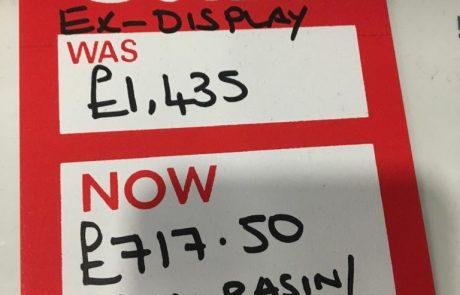 EX-DISPLAY
WAS
£1,435
NOW
£717.50
BASIN/